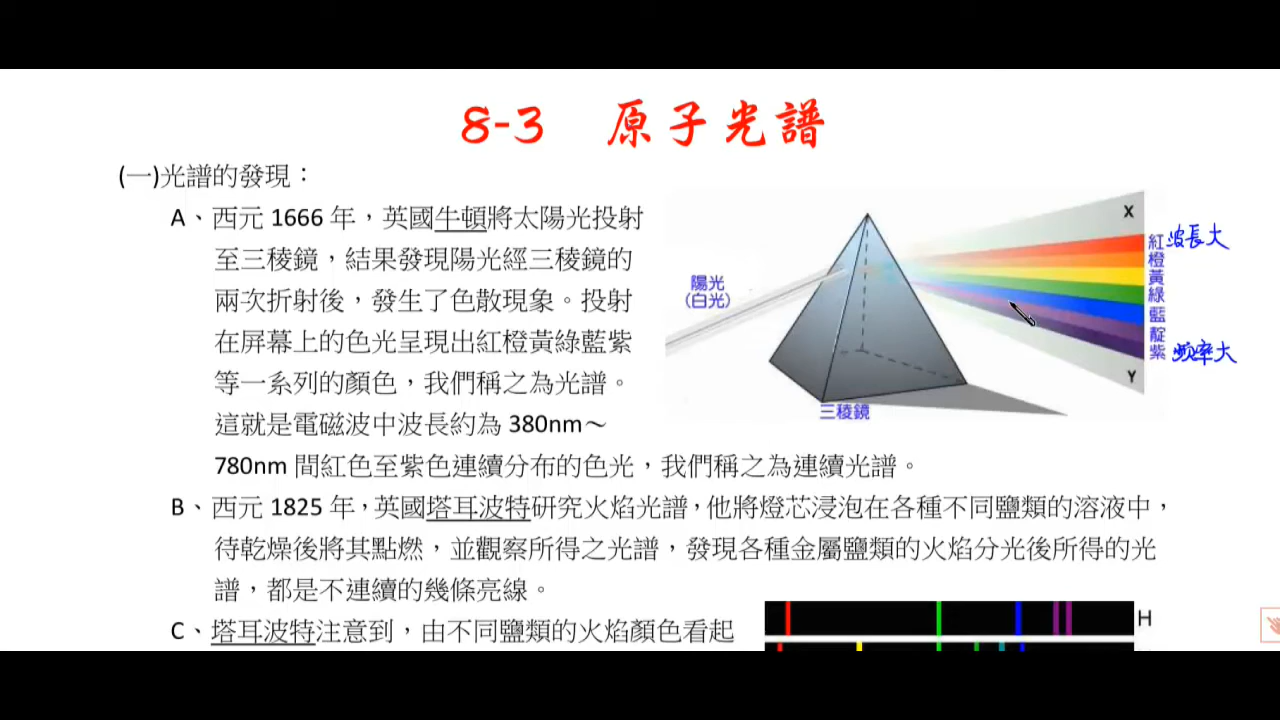 8-3 原子光譜
(一)光譜的發現：
A、西元 1666 年，英國牛頓將太陽光投射
至三稜鏡，結果發現陽光經三稜鏡的
兩次折射後，發生了色散現象。投射
在屏幕上的色光呈現出紅橙黃綠藍紫
等一系列的顏色，我們稱之為光譜。
這就是電磁波中波長約為 380nm～
780nm 間紅色至紫色連續分布的色光，我們稱之為連續光譜。
陽光
(白光)
三稜鏡
X
紅 波長大
橙
黃
綠
藍
靛
紫 頻率大
Y
B、西元 1825 年，英國塔耳波特研究火焰光譜，他將燈芯浸泡在各種不同鹽類的溶液中，
待乾燥後將其點燃，並觀察所得之光譜，發現各種金屬鹽類的火焰分光後所得的光
譜，都是不連續的幾條亮線。
C、塔耳波特注意到，由不同鹽類的火焰顏色看起
H